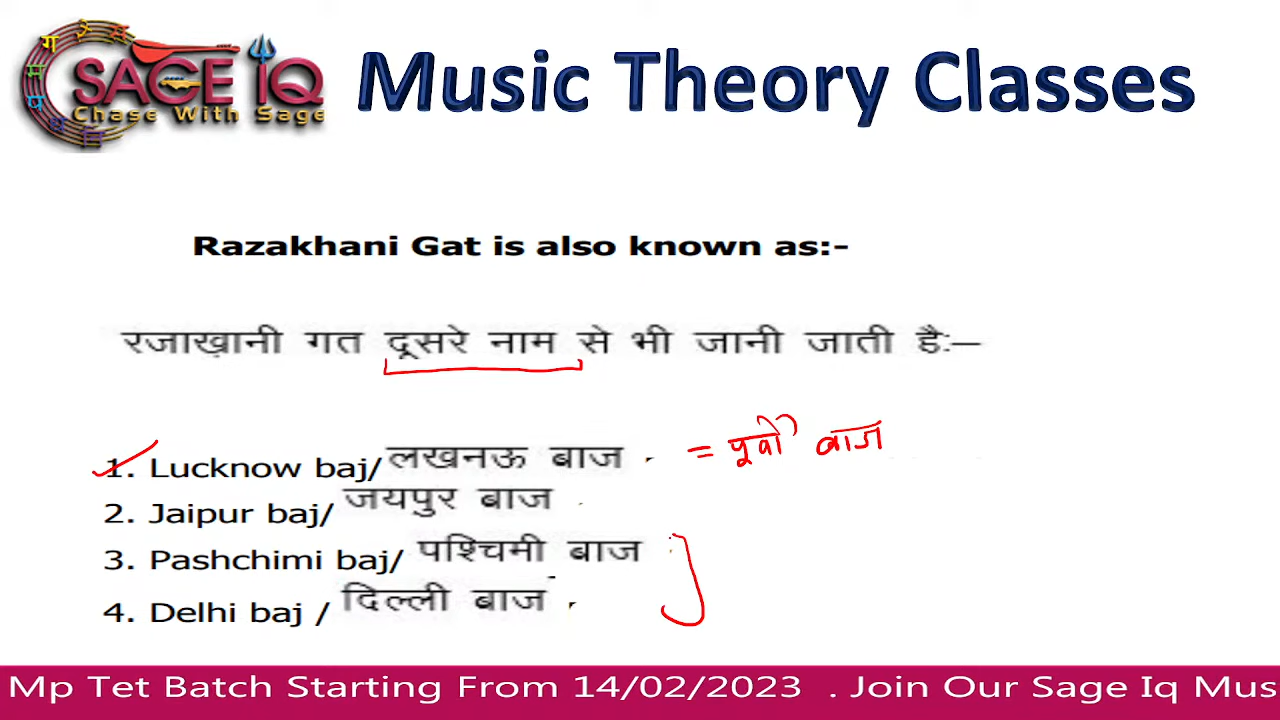 SAGE IQ
Chase With Sage
Music Theory Classes
Razakhani Gat is also known as:-
रजाख़ानी गत दूसरे नाम से भी जानी जाती है:—
1. Lucknow baj/ लखनऊ बाज = पूर्वी बाज
2. Jaipur baj/ जयपुर बाज
3. Pashchimi baj/ पश्चिमी बाज
4. Delhi baj / दिल्ली बाज
Mp Tet Batch Starting From 14/02/2023 . Join Our Sage Iq Mus